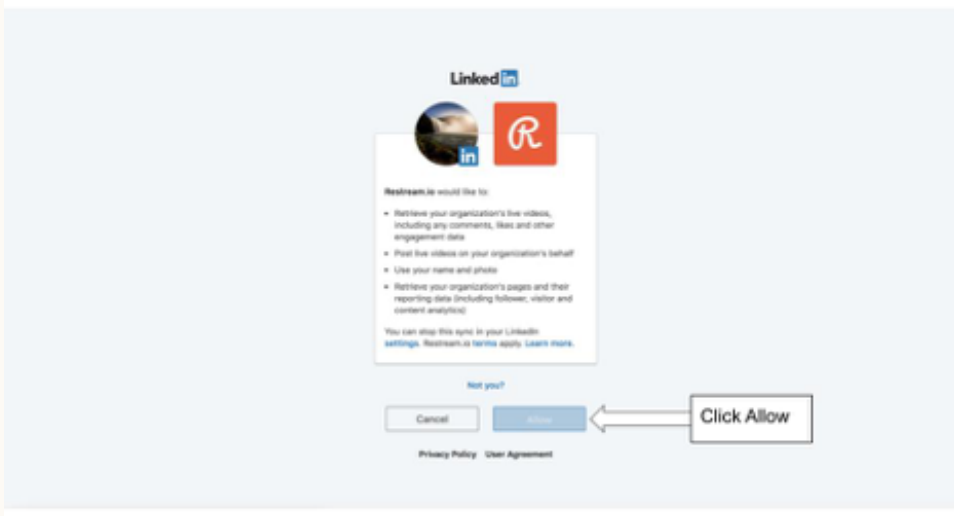 Linked in
R
in
Restream.io would like to:
• Retrieve your organization's live videos,
including any comments, likes and other
engagement data
• Post live videos on your organization's behalf
• Use your name and photo
• Retrieve your organization's pages and their
reporting data (including follower, visitor and
content analytics)
You can stop this sync in your LinkedIn
settings. Restream.io terms apply. Learn more.
Not you?
Cancel
Allow
Click Allow
Privacy Policy User Agreement